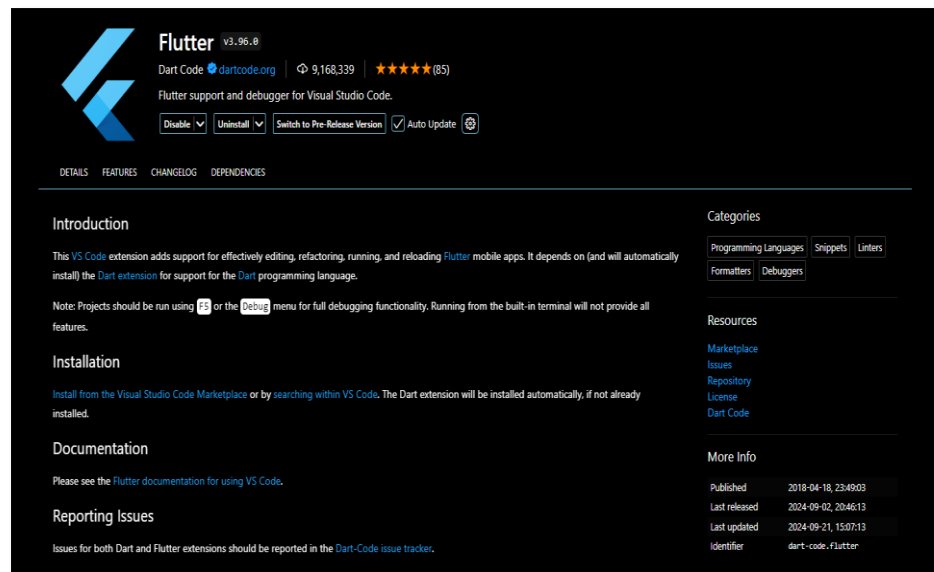 Flutter v3.96.0
Dart Code dartcode.org 9,168,339 ★★★★★(85)
Flutter support and debugger for Visual Studio Code.
Disable Uninstall Switch to Pre-Release Version Auto Update
DETAILS FEATURES CHANGELOG DEPENDENCIES
Introduction
This VS Code extension adds support for effectively editing, refactoring, running, and reloading Flutter mobile apps. It depends on (and will automatically
install) the Dart extension for support for the Dart programming language.
Note: Projects should be run using F5 or the Debug menu for full debugging functionality. Running from the built-in terminal will not provide all
features.
Installation
Install from the Visual Studio Code Marketplace or by searching within VS Code. The Dart extension will be installed automatically, if not already
installed.
Documentation
Please see the Flutter documentation for using VS Code.
Reporting Issues
Issues for both Dart and Flutter extensions should be reported in the Dart-Code issue tracker.
Categories
Programming Languages Snippets Linters
Formatters Debuggers
Resources
Marketplace
Issues
Repository
License
Dart Code
More Info
Published 2018-04-18, 23:49:03
Last released 2024-09-02, 20:46:13
Last updated 2024-09-21, 15:07:13
Identifier dart-code.flutter